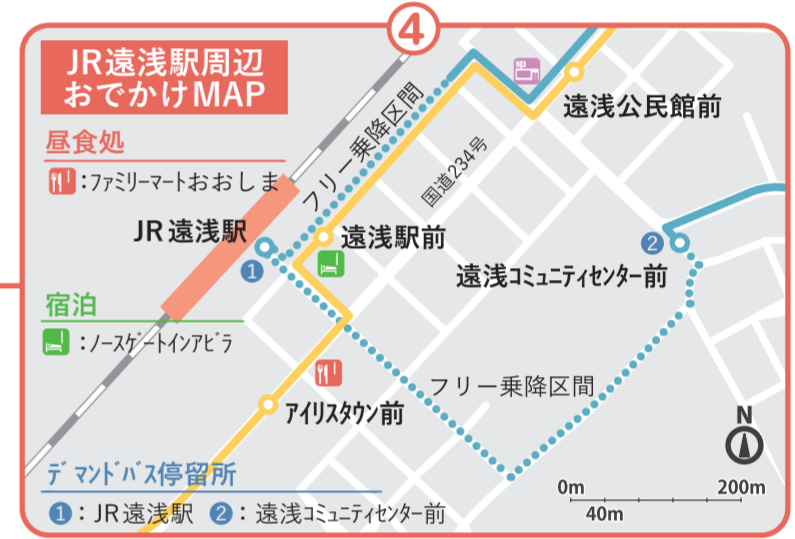 ④
JR遠浅駅周辺
おでかけMAP
昼食処
:ファミリーマートおおしま
JR遠浅駅
1
宿泊
:ノースゲートインアビラ
フリー乗降区間
国道234号
遠浅公民館前
遠浅駅前
2
遠浅コミュニティセンター前
フリー乗降区間
アイリスタウン前
N
0m 200m
40m
デマンドバス停留所
1:JR遠浅駅 2:遠浅コミュニティセンター前